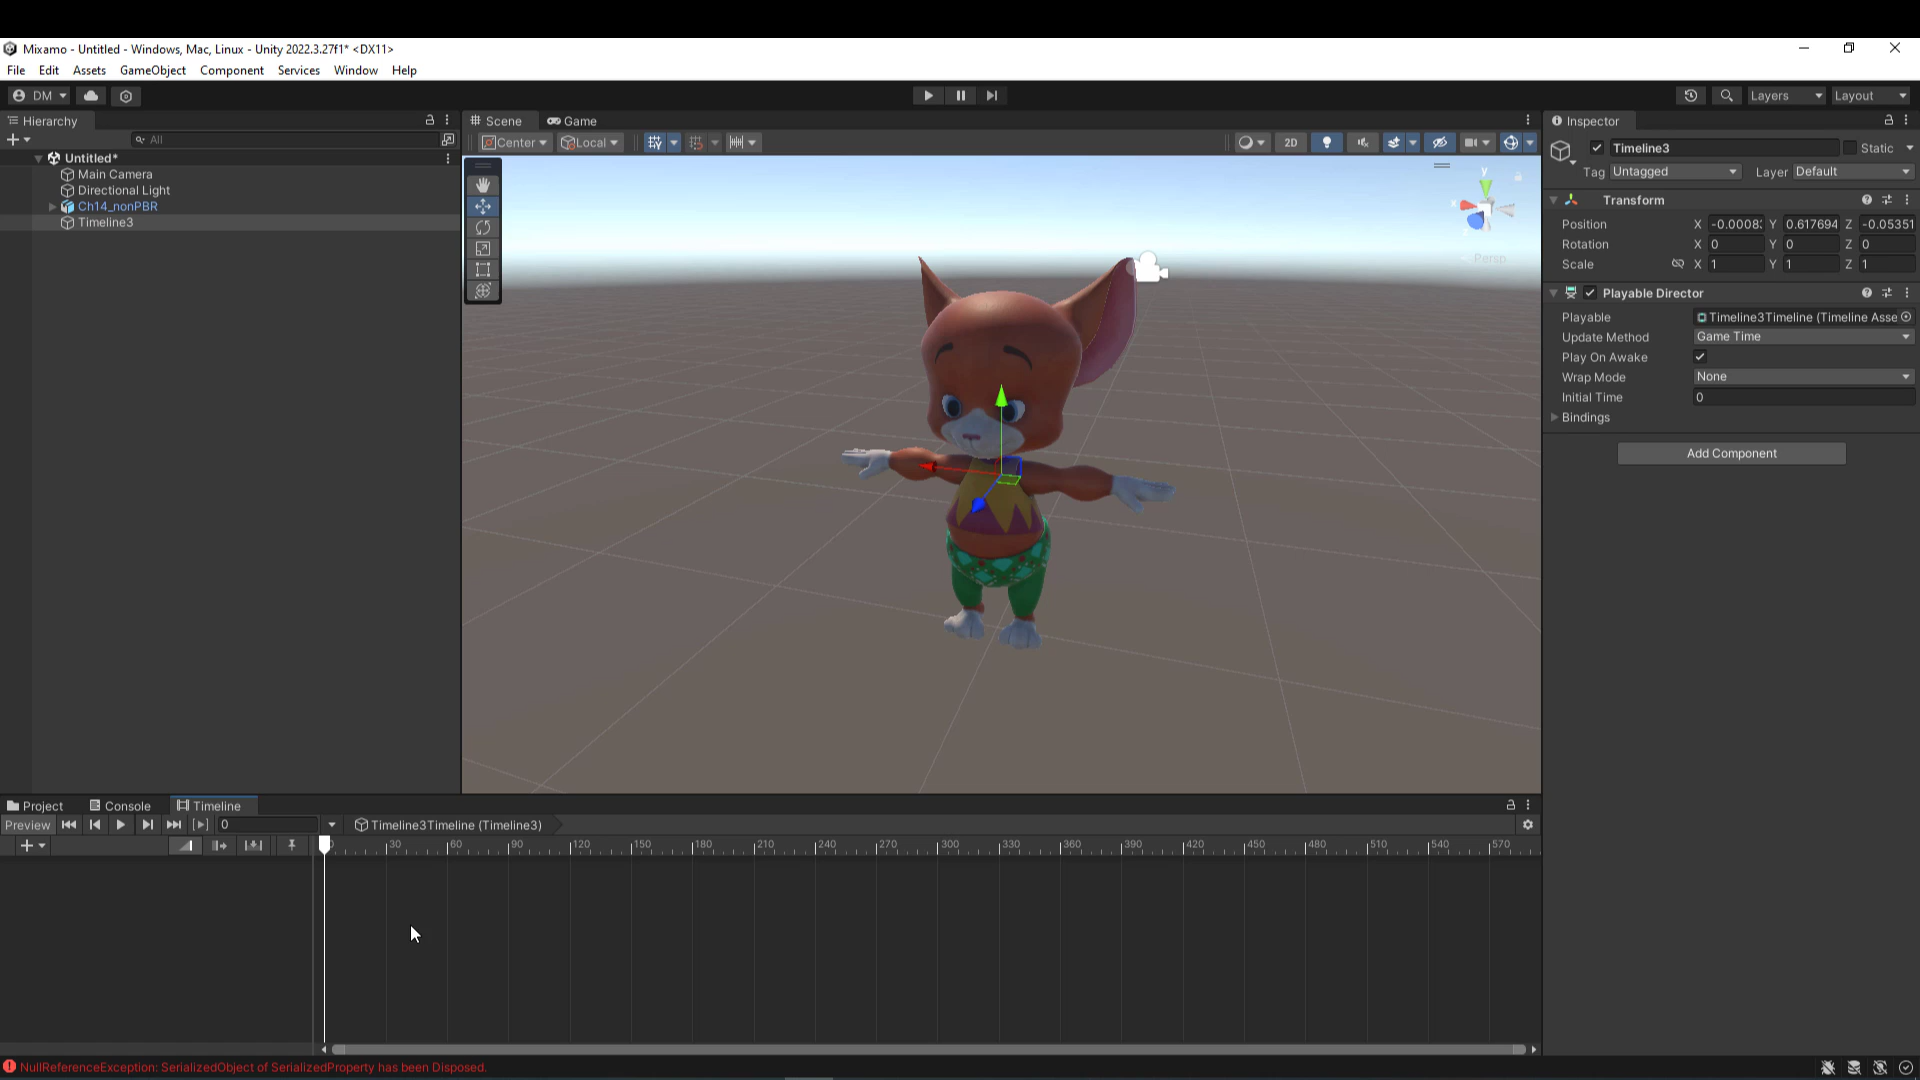 Mixamo - Untitled - Windows, Mac, Linux - Unity 2022.3.27f1* <DX11>
File Edit Assets GameObject Component Services Window Help
DM Layers Layout
Hierarchy
All
Untitled*
Main Camera
Directional Light
Ch14_nonPBR
Timeline3
Scene Game
Center Local 2D
y
x
Persp
Inspector
Timeline3 Static
Tag Untagged Layer Default
Transform
Position X -0.0008: Y 0.617694 Z -0.05351
Rotation X 0 Y 0 Z 0
Scale X 1 Y 1 Z 1
Playable Director
Playable Timeline3Timeline (Timeline Asse
Update Method Game Time
Play On Awake
Wrap Mode None
Initial Time 0
Bindings
Add Component
Project Console Timeline
Preview 0 Timeline3Timeline (Timeline3)
30 60 90 120 150 180 210 240 270 300 330 360 390 420 450 480 510 540 570
NullReferenceException: SerializedObject of SerializedProperty has been Disposed.